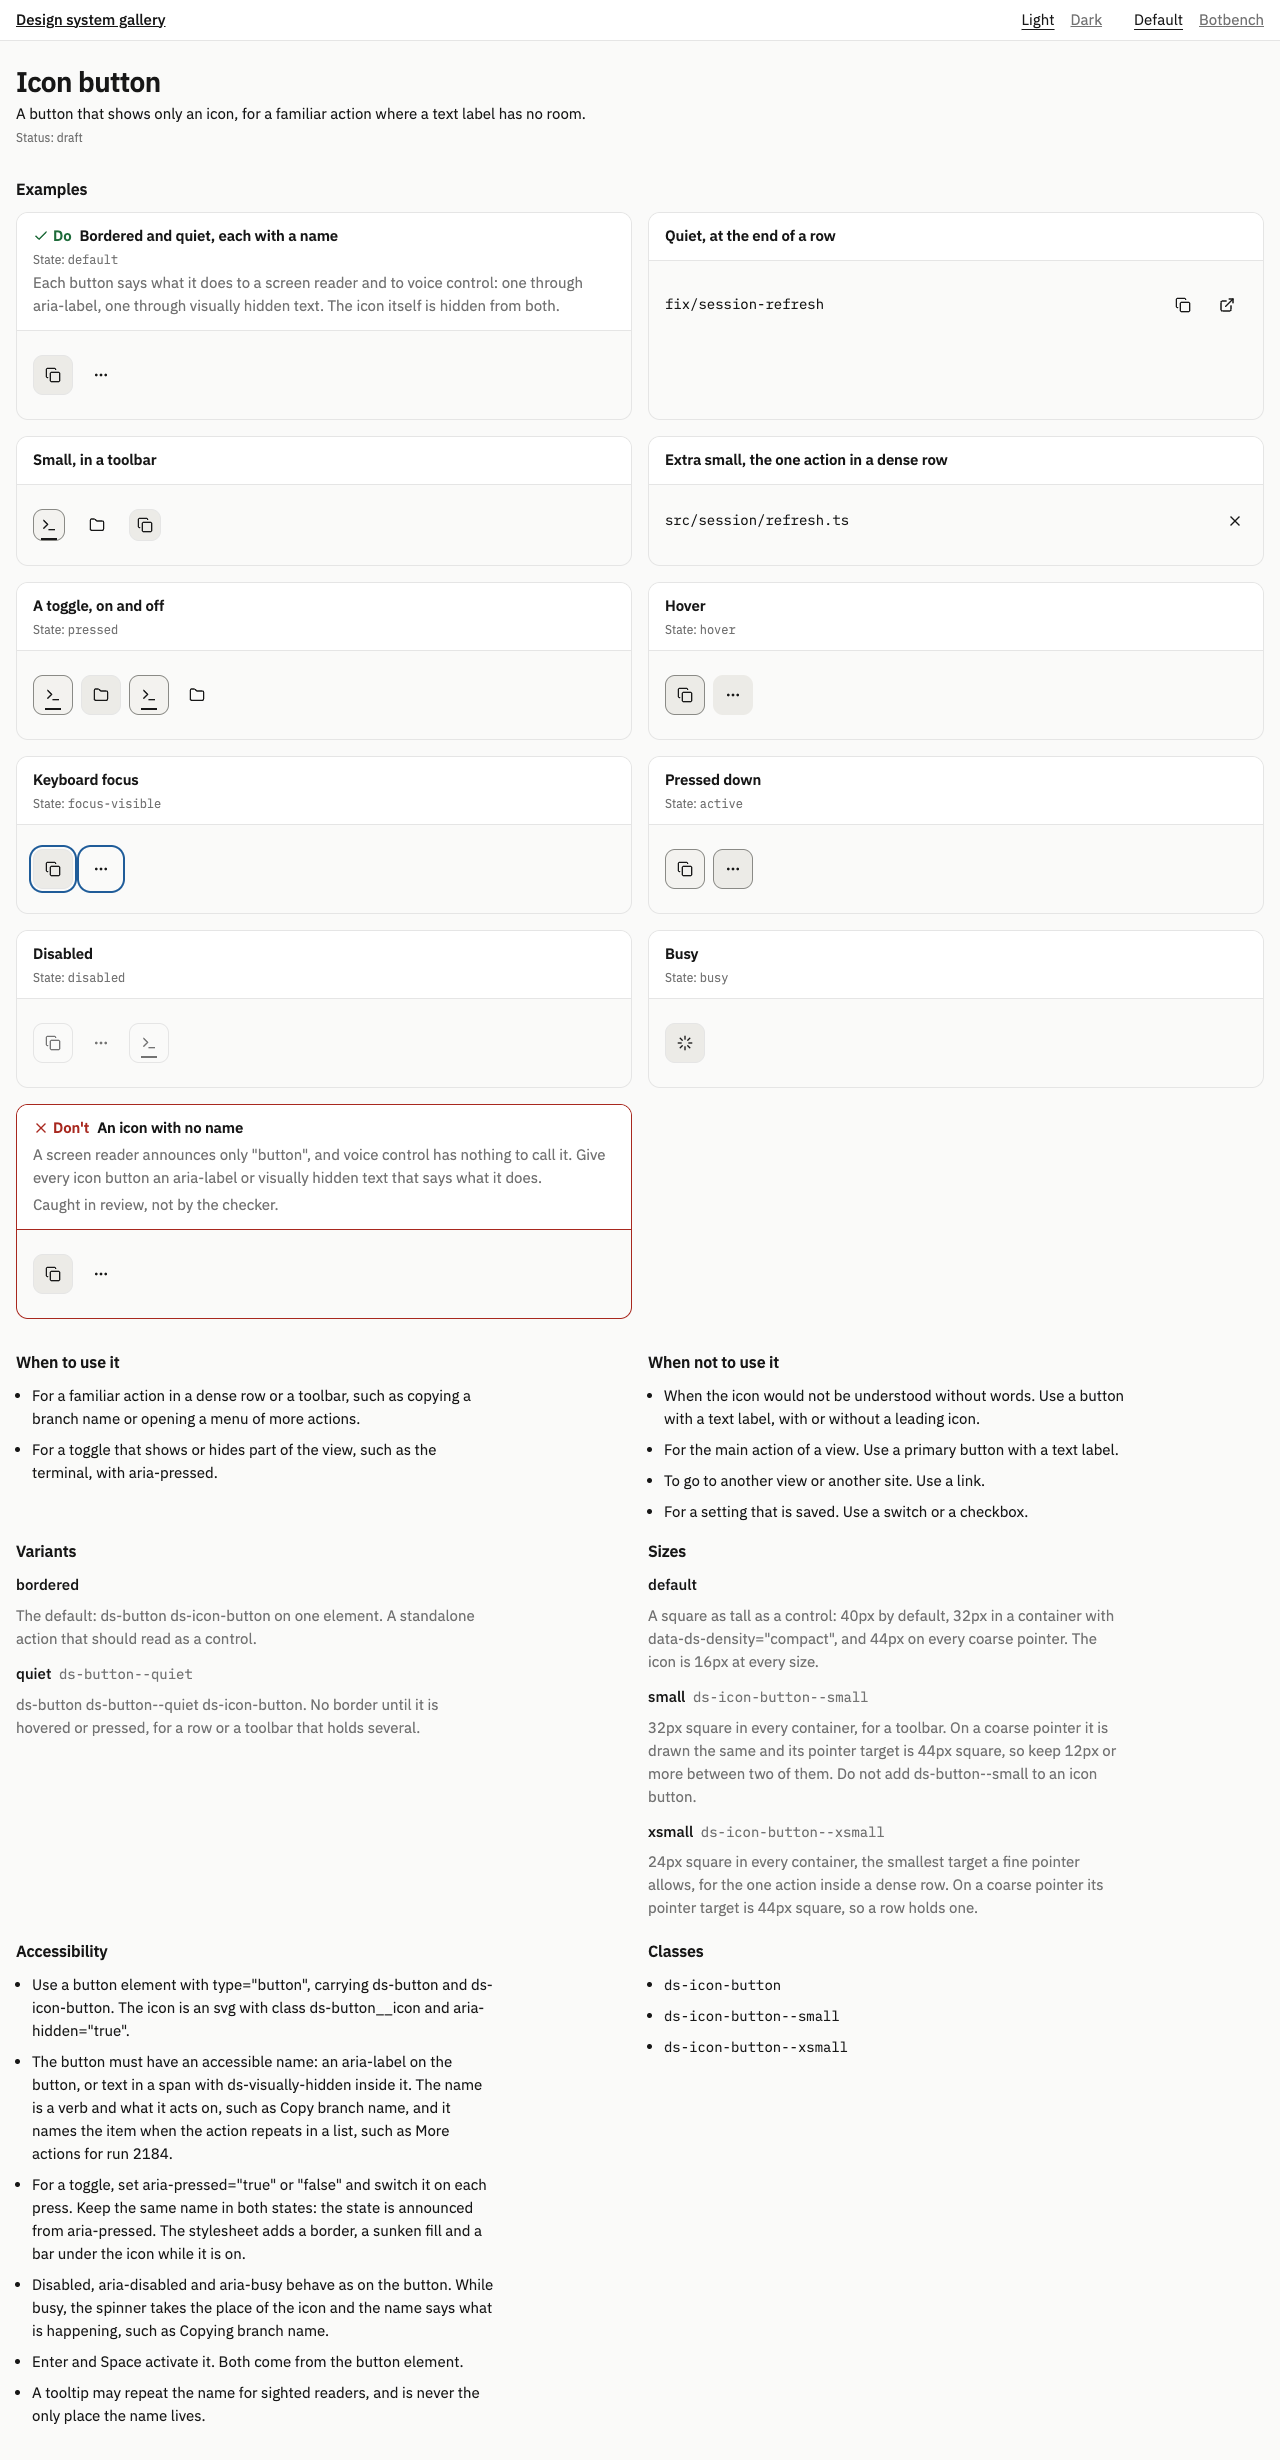 Design system gallery
Light Dark Default Botbench
Icon button
A button that shows only an icon, for a familiar action where a text label has no room.
Status: draft
Examples
Do Bordered and quiet, each with a name
State: default
Each button says what it does to a screen reader and to voice control: one through
aria-label, one through visually hidden text. The icon itself is hidden from both.
Quiet, at the end of a row
fix/session-refresh
Small, in a toolbar
Extra small, the one action in a dense row
src/session/refresh.ts
A toggle, on and off
State: pressed
Hover
State: hover
Keyboard focus
State: focus-visible
Pressed down
State: active
Disabled
State: disabled
Busy
State: busy
Don't An icon with no name
A screen reader announces only "button", and voice control has nothing to call it. Give
every icon button an aria-label or visually hidden text that says what it does.
Caught in review, not by the checker.
When to use it
For a familiar action in a dense row or a toolbar, such as copying a
branch name or opening a menu of more actions.
For a toggle that shows or hides part of the view, such as the
terminal, with aria-pressed.
When not to use it
When the icon would not be understood without words. Use a button
with a text label, with or without a leading icon.
For the main action of a view. Use a primary button with a text label.
To go to another view or another site. Use a link.
For a setting that is saved. Use a switch or a checkbox.
Variants
bordered
The default: ds-button ds-icon-button on one element. A standalone
action that should read as a control.
quiet ds-button--quiet
ds-button ds-button--quiet ds-icon-button. No border until it is
hovered or pressed, for a row or a toolbar that holds several.
Sizes
default
A square as tall as a control: 40px by default, 32px in a container with
data-ds-density="compact", and 44px on every coarse pointer. The
icon is 16px at every size.
small ds-icon-button--small
32px square in every container, for a toolbar. On a coarse pointer it is
drawn the same and its pointer target is 44px square, so keep 12px or
more between two of them. Do not add ds-button--small to an icon
button.
xsmall ds-icon-button--xsmall
24px square in every container, the smallest target a fine pointer
allows, for the one action inside a dense row. On a coarse pointer its
pointer target is 44px square, so a row holds one.
Accessibility
Use a button element with type="button", carrying ds-button and ds-
icon-button. The icon is an svg with class ds-button__icon and aria-
hidden="true".
The button must have an accessible name: an aria-label on the
button, or text in a span with ds-visually-hidden inside it. The name
is a verb and what it acts on, such as Copy branch name, and it
names the item when the action repeats in a list, such as More
actions for run 2184.
For a toggle, set aria-pressed="true" or "false" and switch it on each
press. Keep the same name in both states: the state is announced
from aria-pressed. The stylesheet adds a border, a sunken fill and a
bar under the icon while it is on.
Disabled, aria-disabled and aria-busy behave as on the button. While
busy, the spinner takes the place of the icon and the name says what
is happening, such as Copying branch name.
Enter and Space activate it. Both come from the button element.
A tooltip may repeat the name for sighted readers, and is never the
only place the name lives.
Classes
ds-icon-button
ds-icon-button--small
ds-icon-button--xsmall